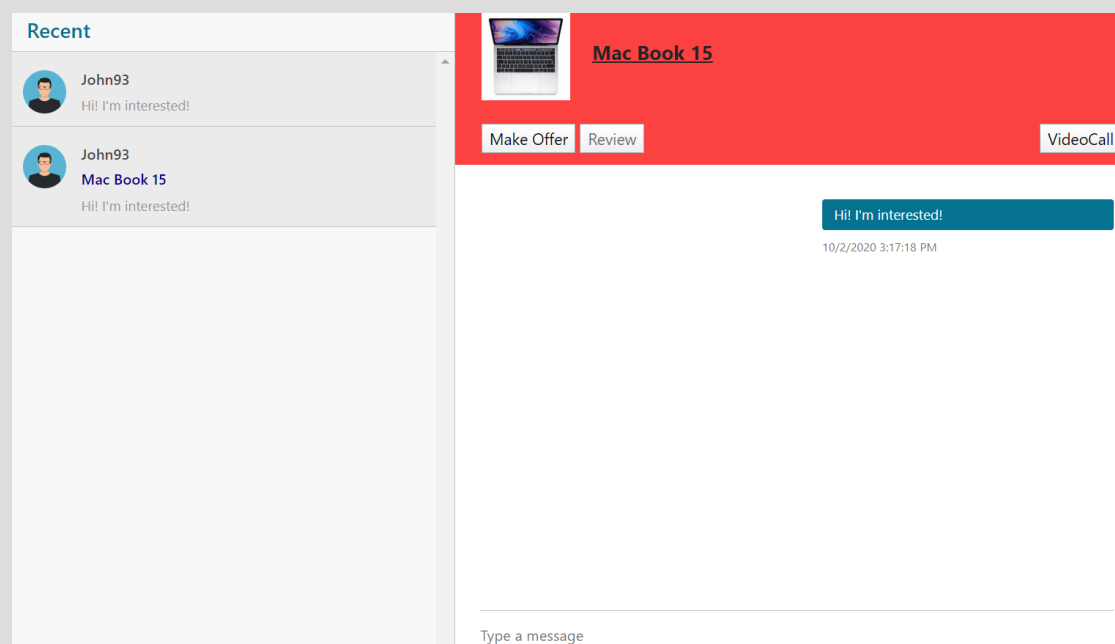 Recent
John93
Hi! I'm interested!
John93
Mac Book 15
Hi! I'm interested!
Mac Book 15
Make Offer
Review
VideoCall
Hi! I'm interested!
10/2/2020 3:17:18 PM
Type a message